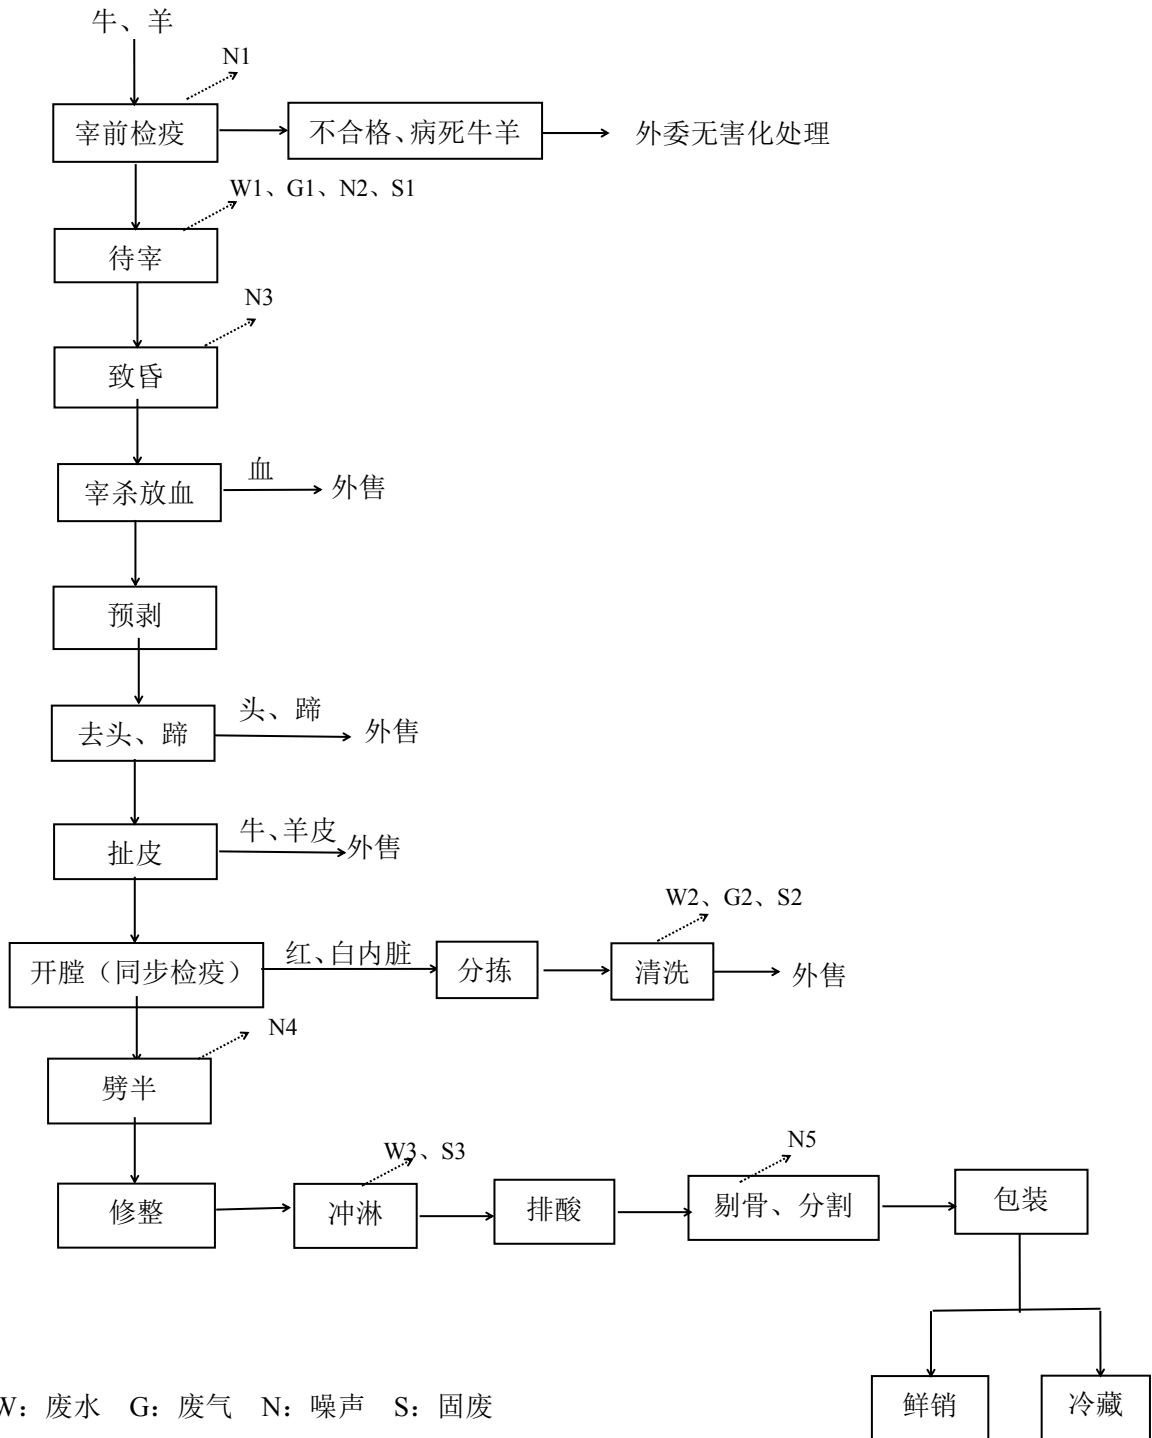 牛、羊
N1
宰前检疫
不合格、病死牛羊
外委无害化处理
W1、G1、N2、S1
待宰
N3
致昏
宰杀放血
血
外售
预剥
去头、蹄
头、蹄
外售
扯皮
牛、羊皮
外售
W2、G2、S2
开膛（同步检疫）
红、白内脏
分拣
清洗
外售
N4
劈半
修整
W3、S3
冲淋
排酸
N5
剔骨、分割
包装
鲜销
冷藏
W：废水 G：废气 N：噪声 S：固废